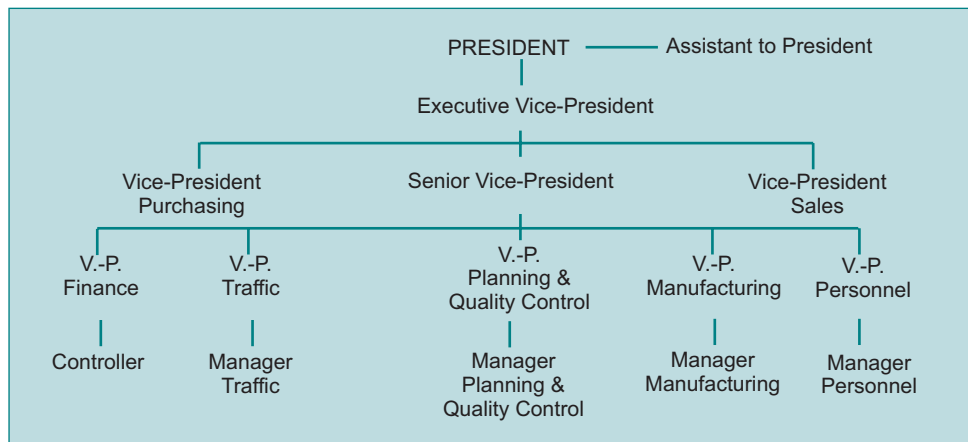 PRESIDENT
Assistant to President
Executive Vice-President
Vice-President
Purchasing
Senior Vice-President
Vice-President
Sales
V.-P.
Finance
V.-P.
Traffic
V.-P.
Planning &
Quality Control
V.-P.
Manufacturing
V.-P.
Personnel
Controller
Manager
Traffic
Manager
Planning &
Quality Control
Manager
Manufacturing
Manager
Personnel